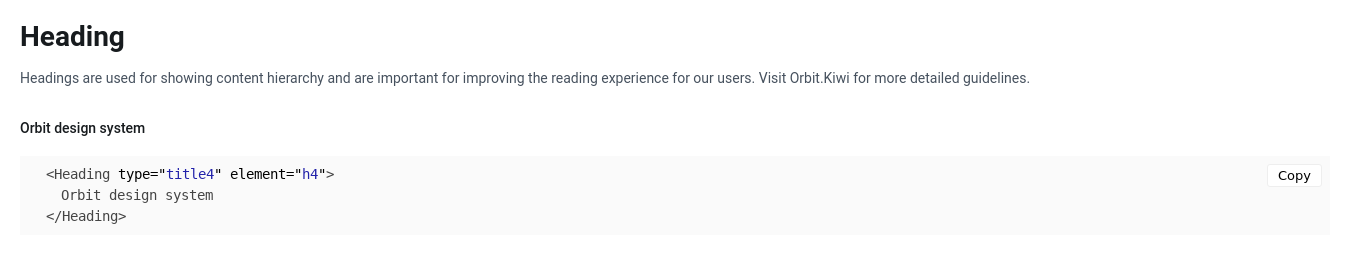 Heading
Headings are used for showing content hierarchy and are important for improving the reading experience for our users. Visit Orbit.Kiwi for more detailed guidelines.
Orbit design system
<Heading type="title4" element="h4">
Copy
Orbit design system
</Heading>